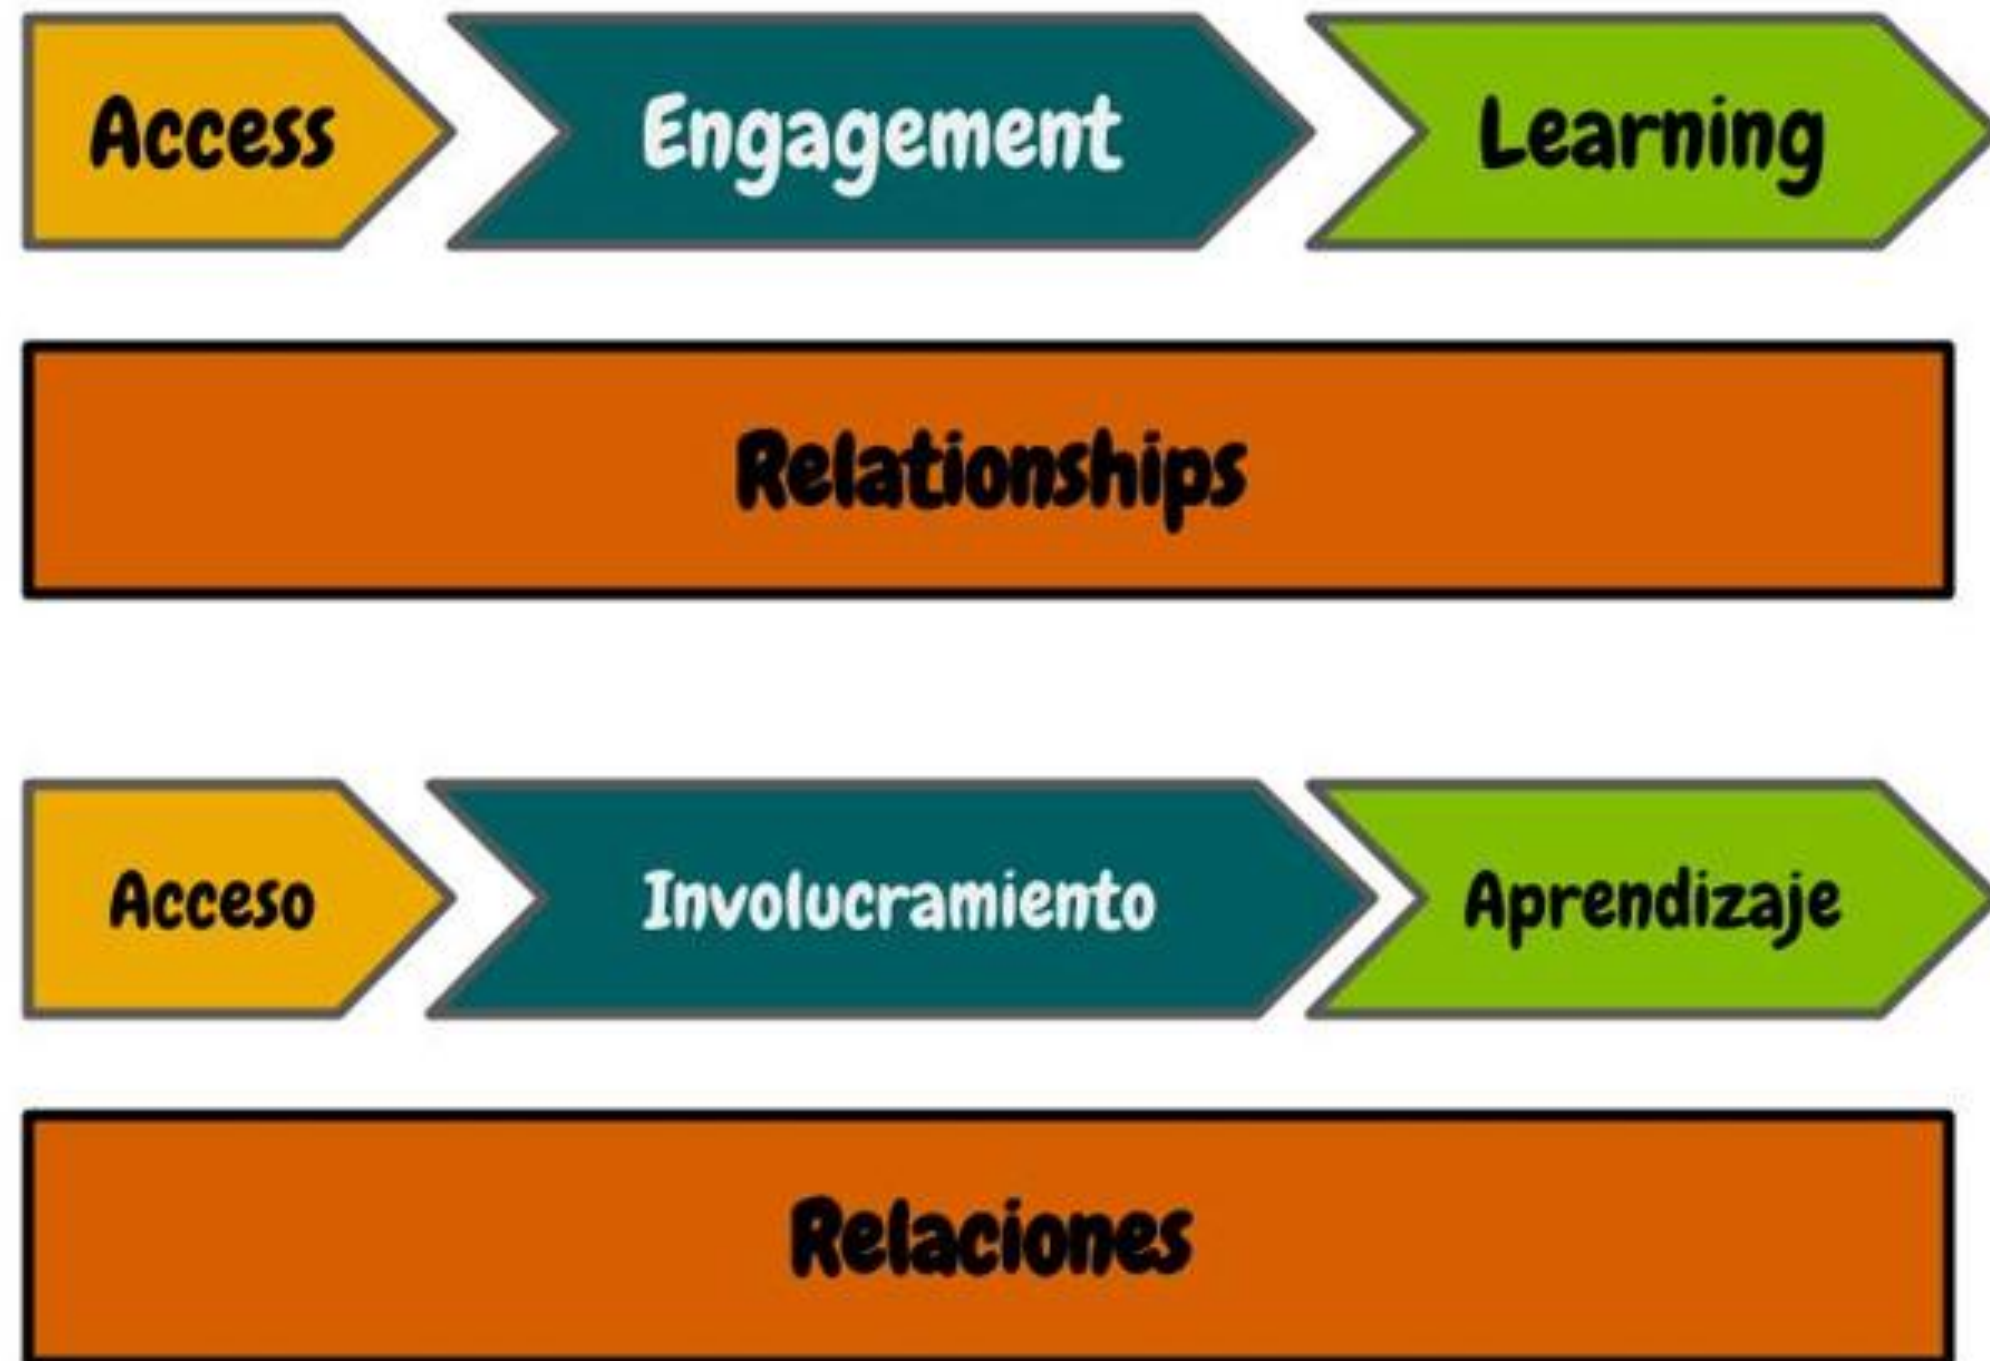 Access Engagement Learning
Relationships
Acceso Involucramiento Aprendizaje
Relaciones